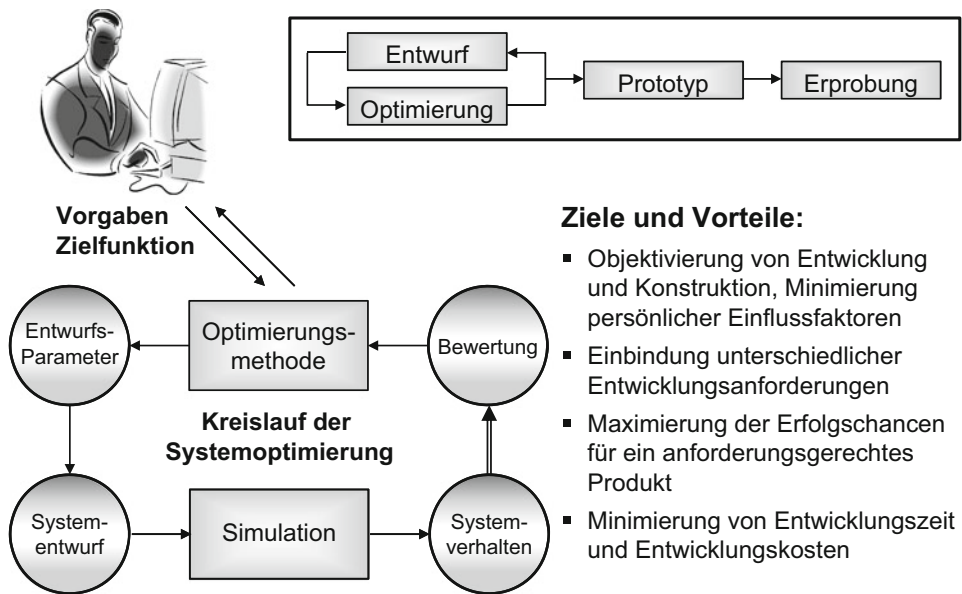 Entwurf
Optimierung
Prototyp
Erprobung
Vorgaben
Zielfunktion
Entwurfs-
Parameter
Optimierungs-
methode
Bewertung
Kreislauf der
Systemoptimierung
System-
entwurf
Simulation
System-
verhalten
Ziele und Vorteile:
▪ Objektivierung von Entwicklung
und Konstruktion, Minimierung
persönlicher Einflussfaktoren
▪ Einbindung unterschiedlicher
Entwicklungsanforderungen
▪ Maximierung der Erfolgschancen
für ein anforderungsgerechtes
Produkt
▪ Minimierung von Entwicklungszeit
und Entwicklungskosten